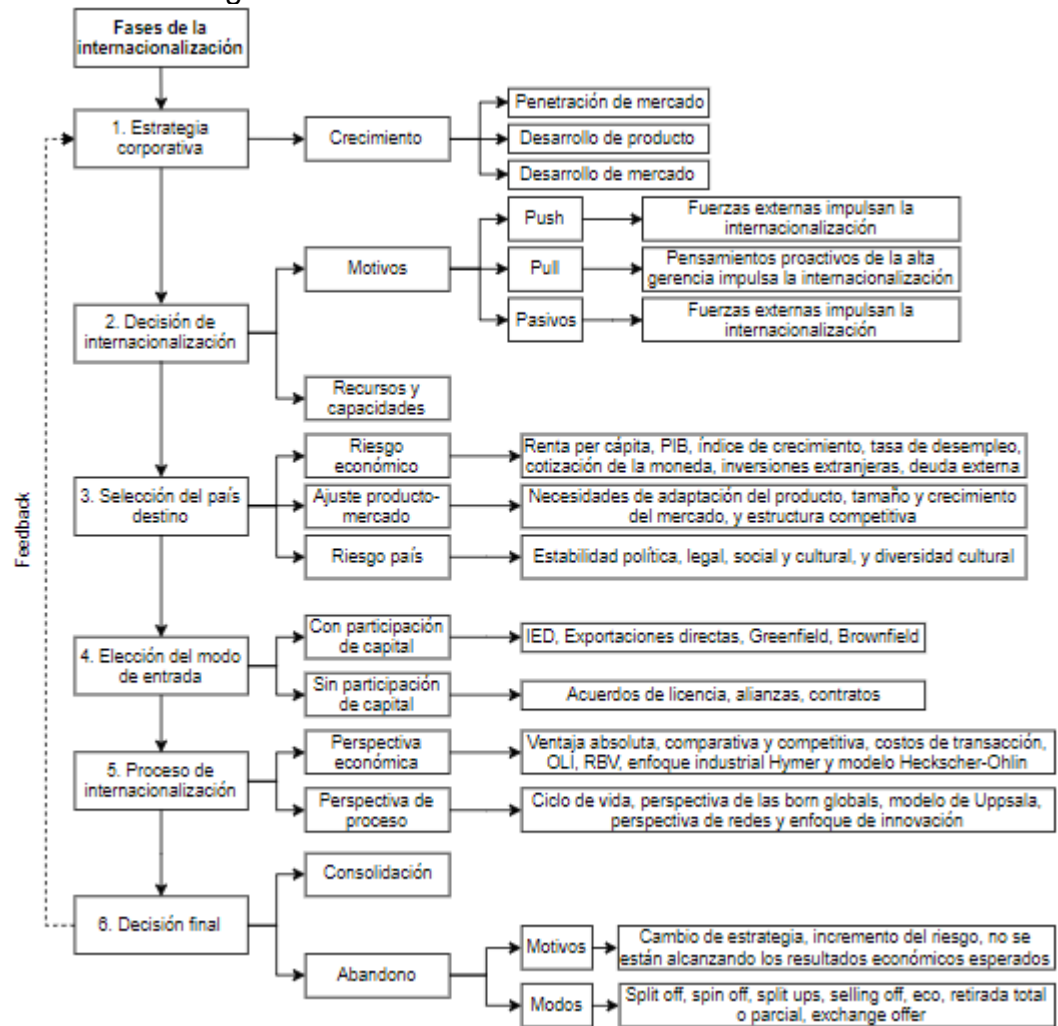 Fases de la
internacionalización
1. Estrategia
corporativa
Crecimiento
Penetración de mercado
Desarrollo de producto
Desarrollo de mercado
2. Decisión de
internacionalización
Motivos
Push
Fuerzas externas impulsan la
internacionalización
Pull
Pensamientos proactivos de la alta
gerencia impulsa la internacionalización
Pasivos
Fuerzas externas impulsan la
internacionalización
Recursos y
capacidades
3. Selección del país
destino
Riesgo
económico
Renta per cápita, PIB, índice de crecimiento, tasa de desempleo,
cotización de la moneda, inversiones extranjeras, deuda externa
Ajuste producto-
mercado
Necesidades de adaptación del producto, tamaño y crecimiento
del mercado, y estructura competitiva
Riesgo país
Estabilidad política, legal, social y cultural, y diversidad cultural
4. Elección del modo
de entrada
Con participación
de capital
IED, Exportaciones directas, Greenfield, Brownfield
Sin participación
de capital
Acuerdos de licencia, alianzas, contratos
5. Proceso de
internacionalización
Perspectiva
económica
Ventaja absoluta, comparativa y competitiva, costos de transacción,
OLI, RBV, enfoque industrial Hymer y modelo Heckscher-Ohlin
Perspectiva de
proceso
Ciclo de vida, perspectiva de las born globals, modelo de Uppsala,
perspectiva de redes y enfoque de innovación
6. Decisión final
Consolidación
Abandono
Motivos
Cambio de estrategia, incremento del riesgo, no se
están alcanzando los resultados económicos esperados
Modos
Split off, spin off, split ups, selling off, eco, retirada total
o parcial, exchange offer
Feedback